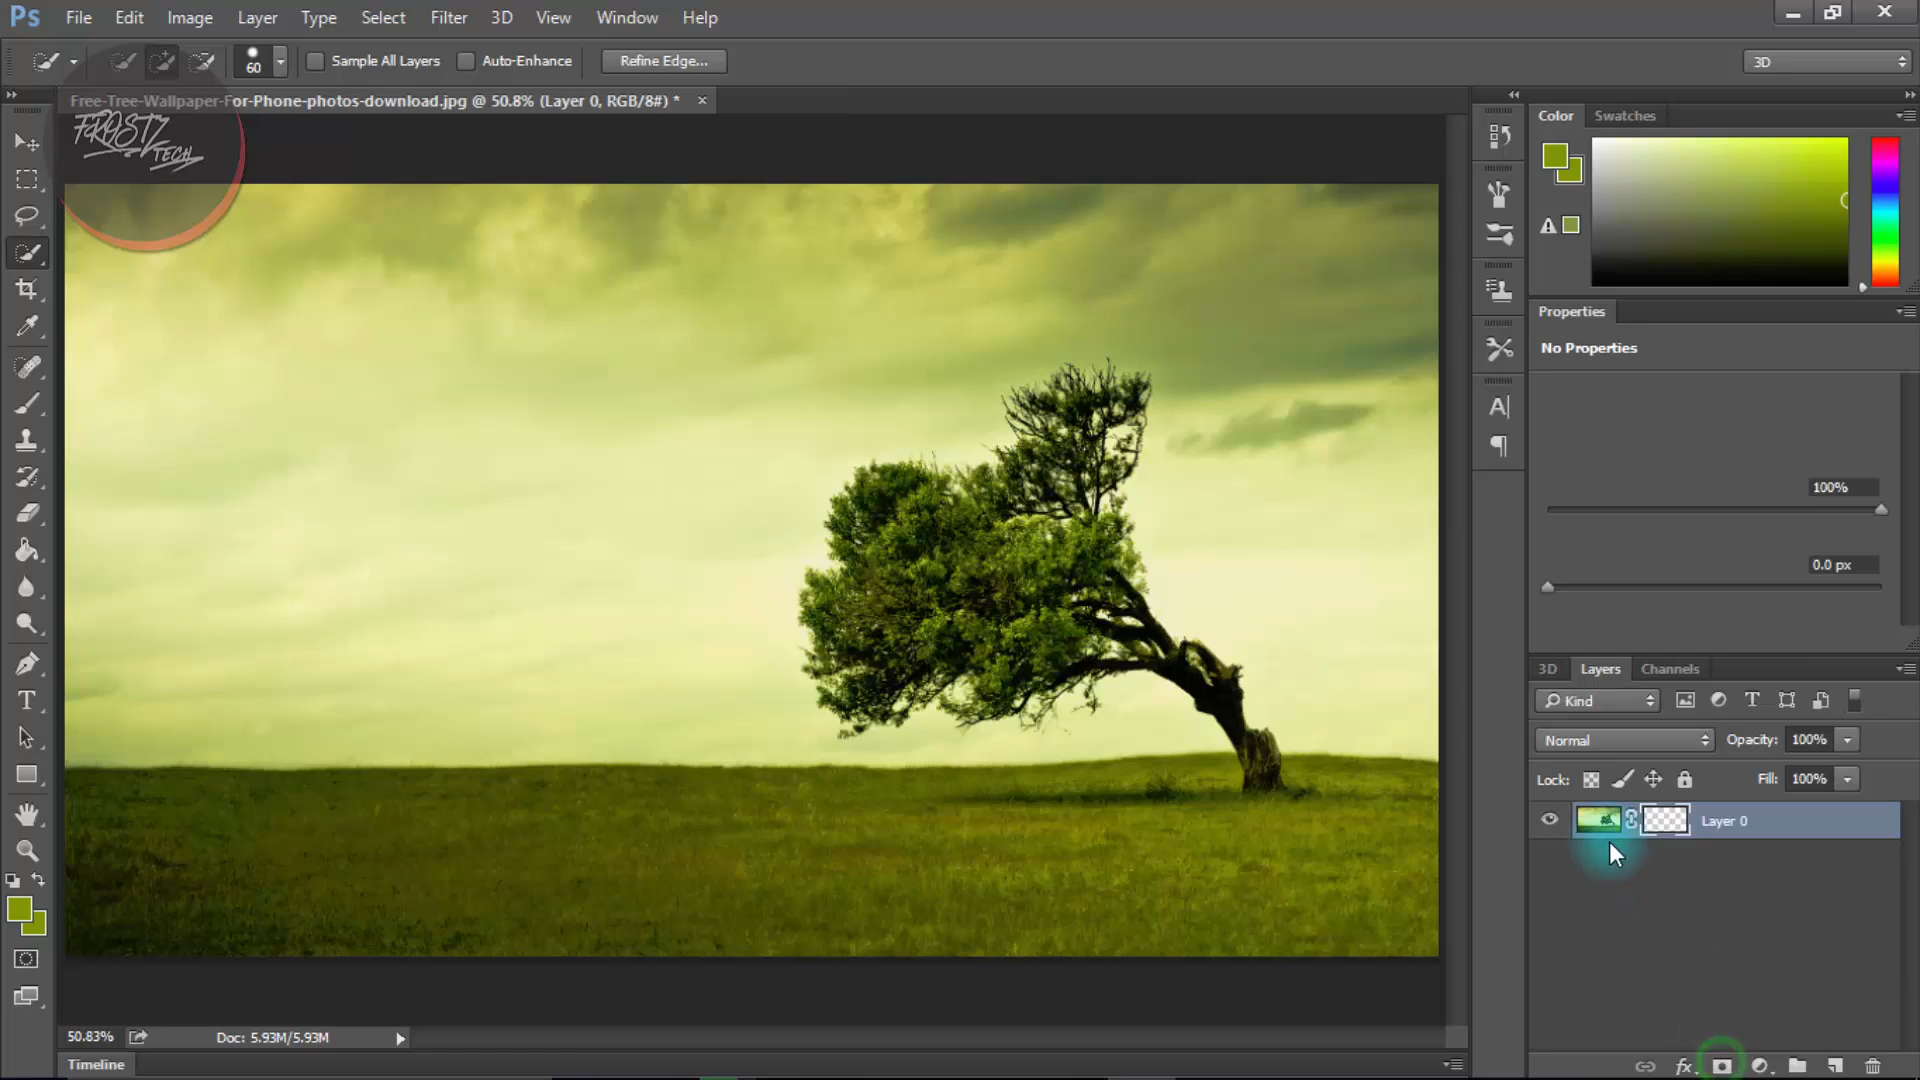 Ps File Edit Image Layer Type Select Filter 3D View Window Help
60 Sample All Layers Auto-Enhance Refine Edge... 3D
Free-Tree-Wallpaper-For-Phone-photos-download.jpg @ 50.8% (Layer 0, RGB/8#) * ×
FROSTY
TECH
Color Swatches
Properties
No Properties
100%
0.0 px
3D Layers Channels
Kind
Normal Opacity: 100%
Lock: Fill: 100%
Layer 0
50.83% Doc: 5.93M/5.93M
Timeline